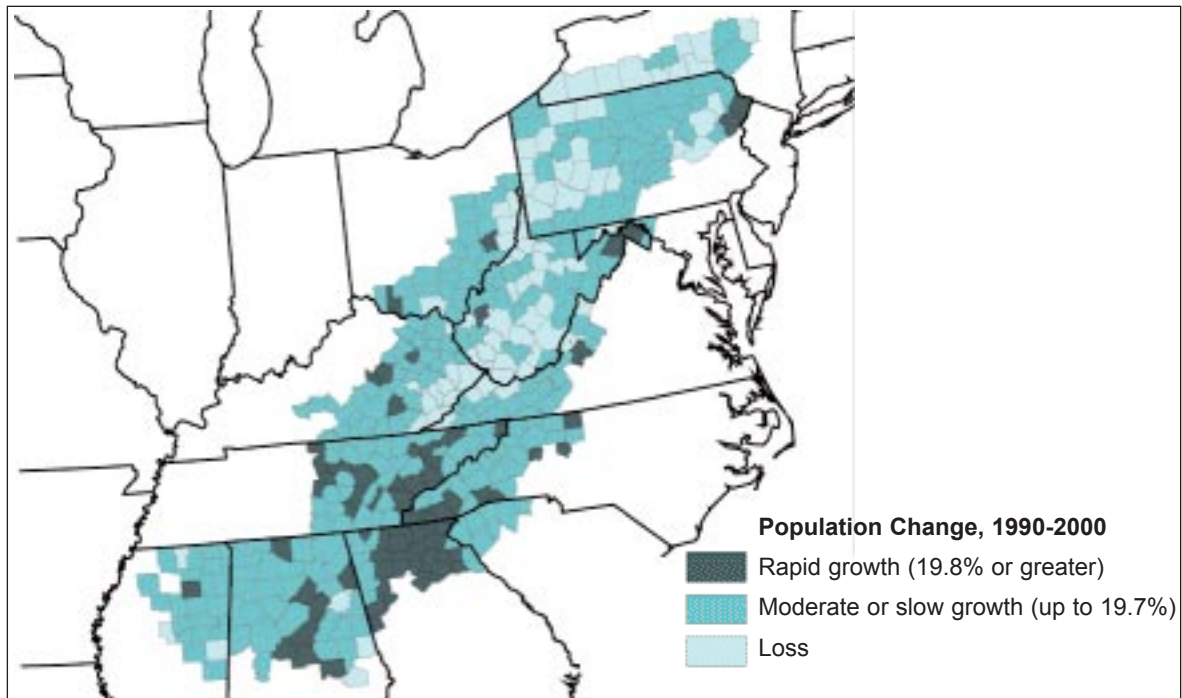 Population Change, 1990-2000
Rapid growth (19.8% or greater)
Moderate or slow growth (up to 19.7%)
Loss